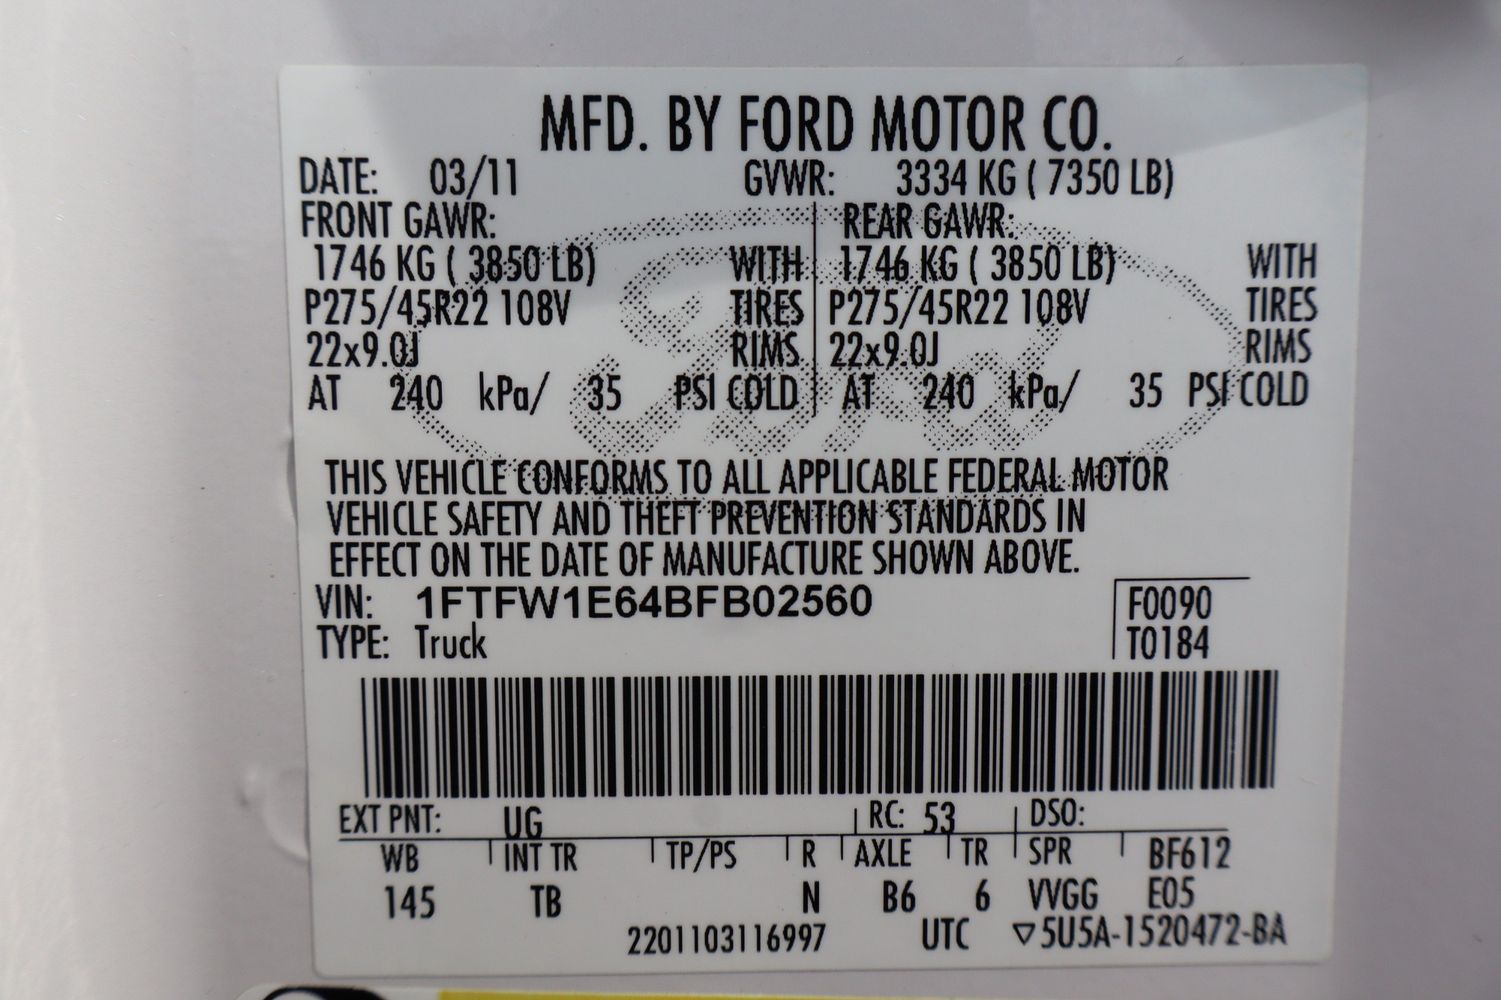 MFD. BY FORD MOTOR CO.
DATE: 03/11 GVWR: 3334 KG ( 7350 LB)
FRONT GAWR: REAR GAWR:
1746 KG ( 3850 LB) WITH 1746 KG ( 3850 LB) WITH
P275/45R22 108V TIRES P275/45R22 108V TIRES
22x9.0J RIMS 22x9.0J RIMS
AT 240 kPa/ 35 PSI COLD AT 240 kPa/ 35 PSI COLD
Ford
THIS VEHICLE CONFORMS TO ALL APPLICABLE FEDERAL MOTOR
VEHICLE SAFETY AND THEFT PREVENTION STANDARDS IN
EFFECT ON THE DATE OF MANUFACTURE SHOWN ABOVE.
VIN: 1FTFW1E64BFB02560 F0090
TYPE: Truck T0184
EXT PNT: UG RC: 53 DSO:
WB INT TR TP/PS R AXLE TR SPR BF612
145 TB N B6 6 VVGG E05
2201103116997 UTC ▽5U5A-1520472-BA